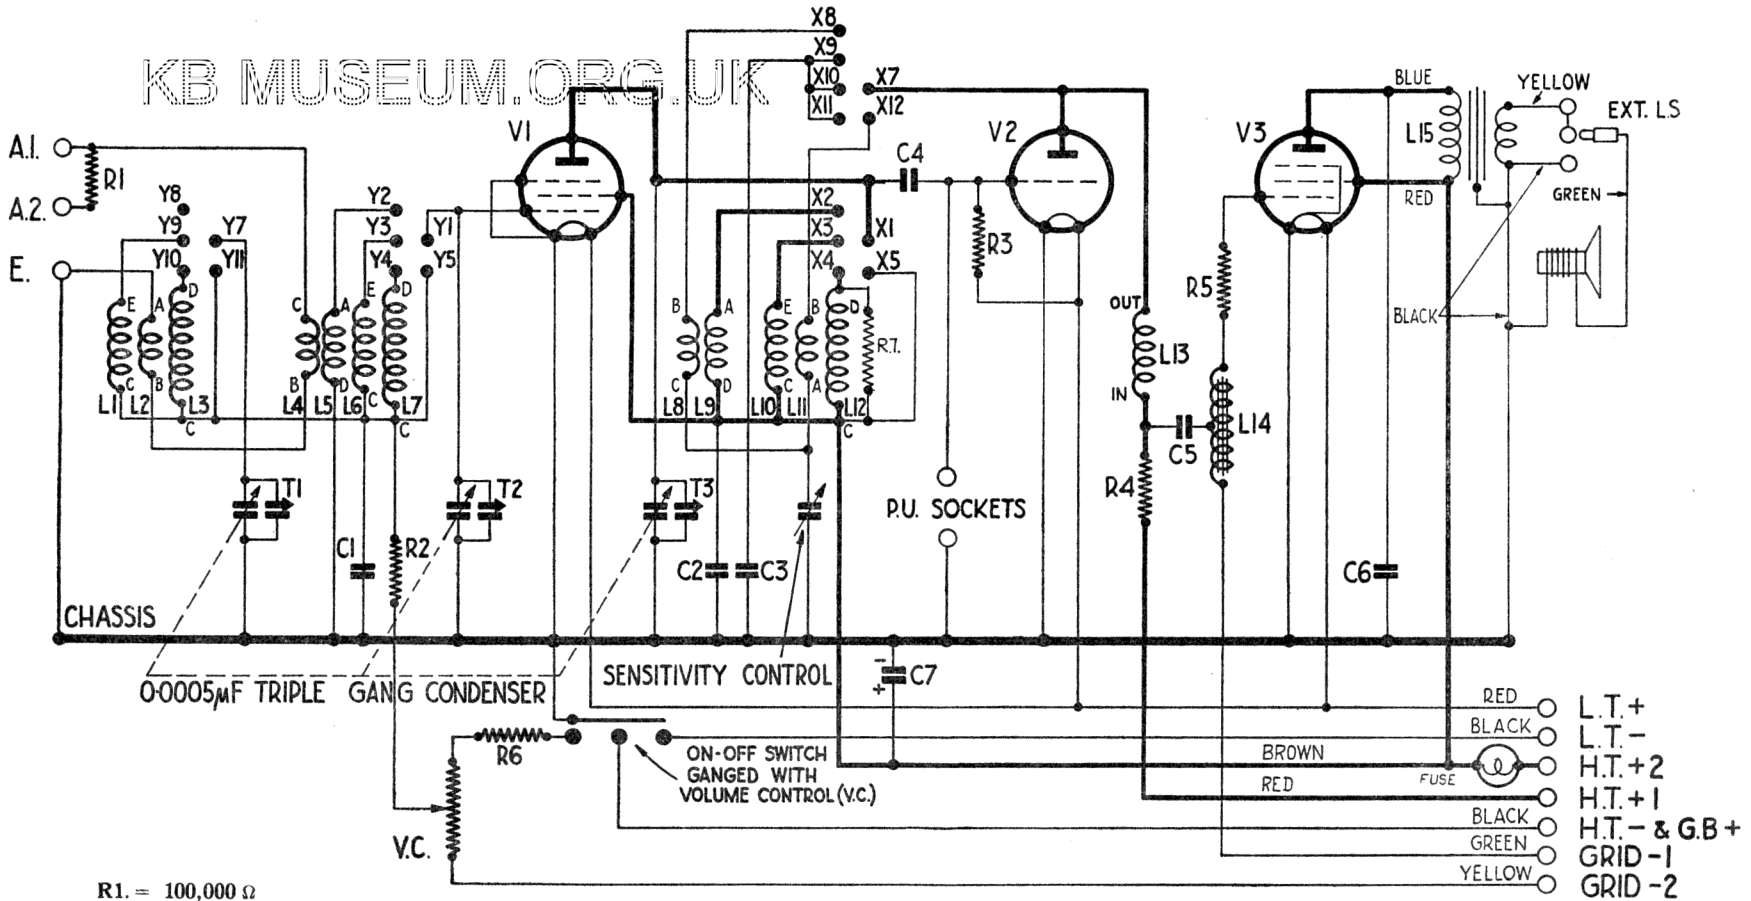 KB MUSEUM.ORG.UK
X8
X9
X10
X7
X11
X12
V1
V2
V3
BLUE
YELLOW
EXT. L.S
L15
A.1.
R1
A.2.
C4
Y8
Y2
X2
RED
GREEN
Y9
Y7
Y3
Y1
X3
X1
R3
E.
Y10
Y11
Y4
Y5
X4
X5
D
E
A
C
A
E
D
B
A
E
B
D
R5
OUT
BLACK
R.7.
L13
C
B
B
D
C
C
D
C
A
IN
L1
L2
L3
L4
L5
L6
L7
L8
L9
L10
L11
L12
L14
C
C
C
C5
T1
T2
T3
R4
P.U. SOCKETS
C1
R2
C2
C3
C6
CHASSIS
0·0005µF TRIPLE GANG CONDENSER
SENSITIVITY CONTROL
−
+
C7
RED
L.T.+
BLACK
L.T.−
R6
ON-OFF SWITCH
GANGED WITH
VOLUME CONTROL (V.C.)
BROWN
FUSE
H.T.+2
RED
H.T.+1
BLACK
H.T.− & G.B +
V.C.
GREEN
GRID −1
YELLOW
GRID −2
R1. = 100,000 Ω